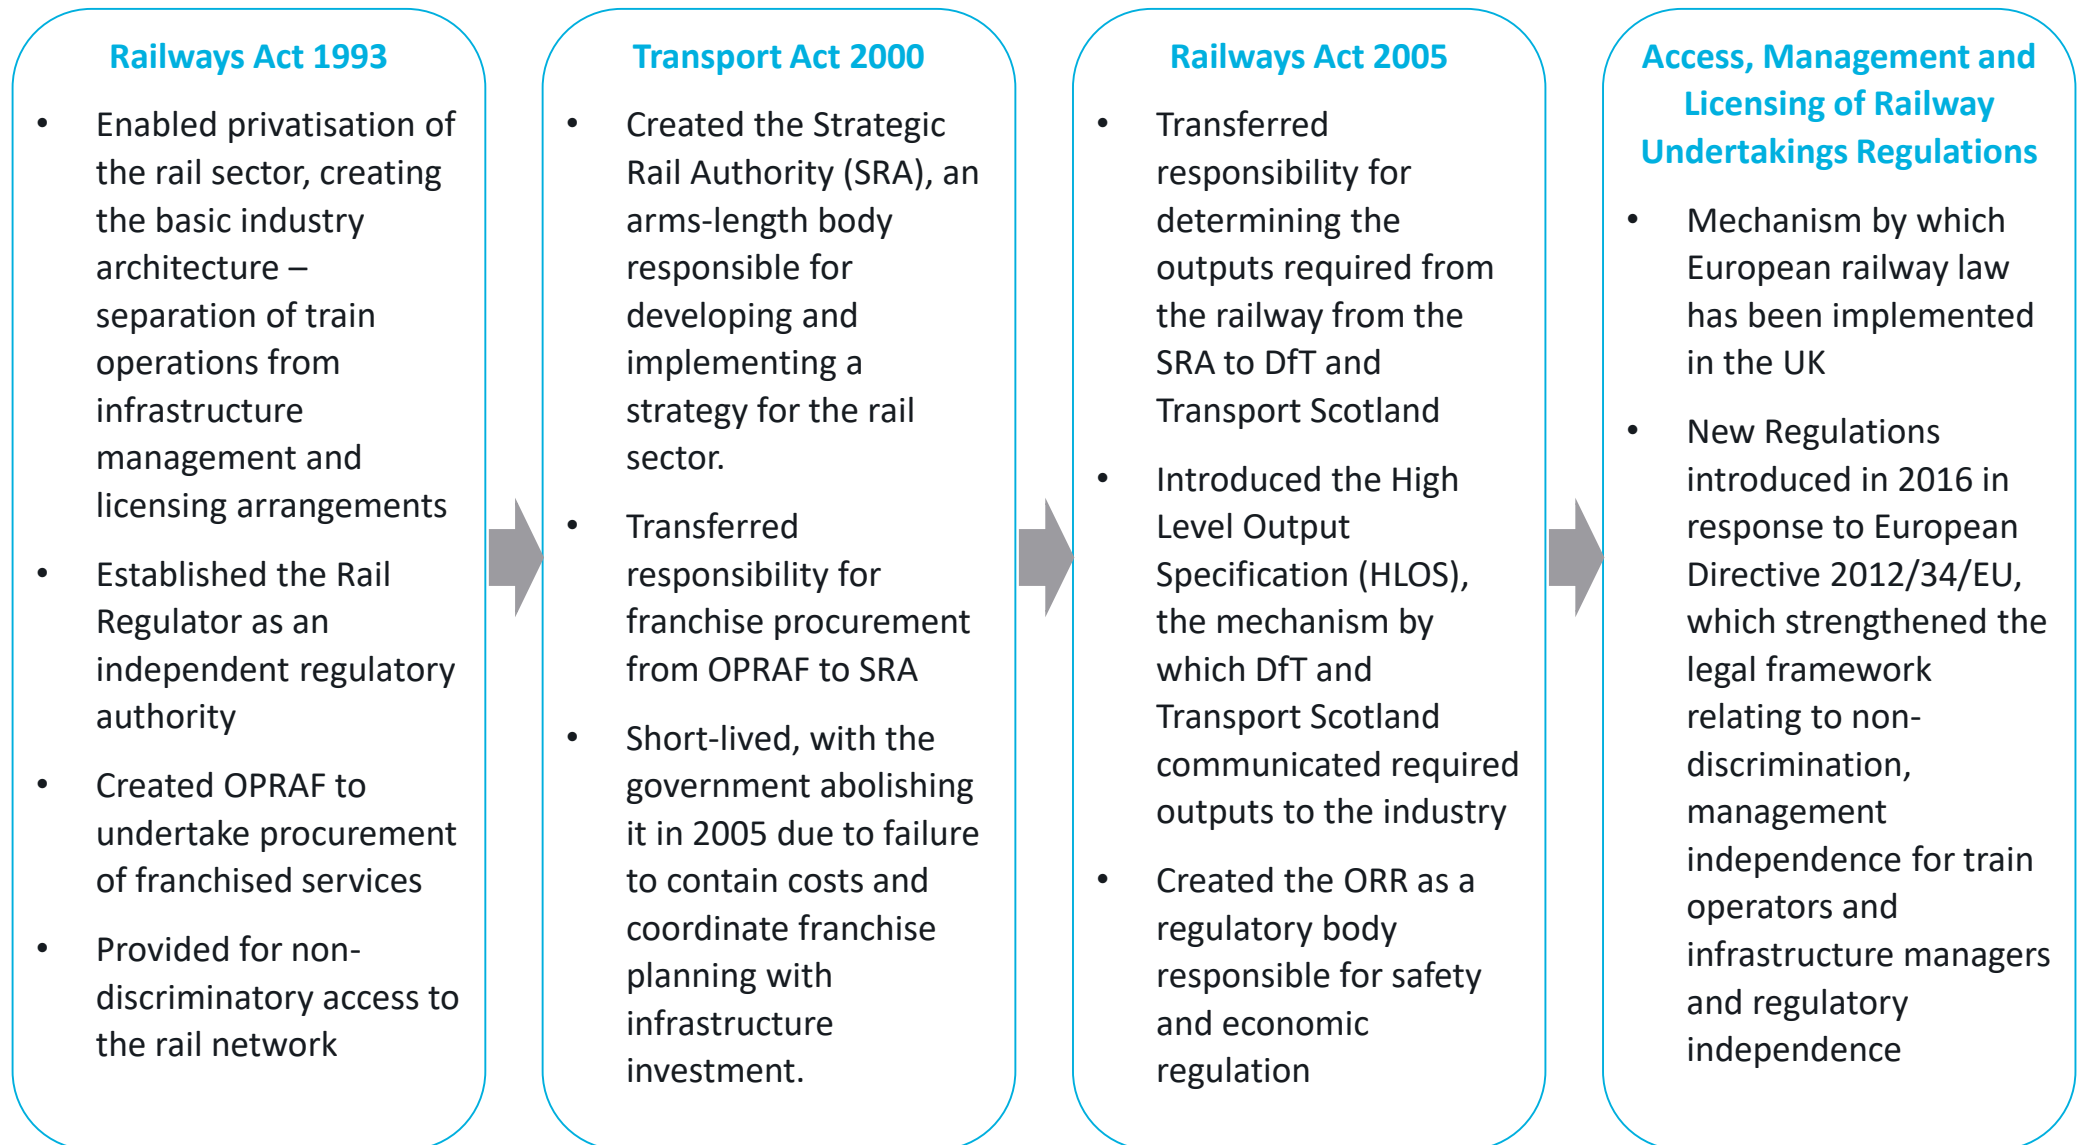 Railways Act 1993
• Enabled privatisation of
the rail sector, creating
the basic industry
architecture –
separation of train
operations from
infrastructure
management and
licensing arrangements
• Established the Rail
Regulator as an
independent regulatory
authority
• Created OPRAF to
undertake procurement
of franchised services
• Provided for non-
discriminatory access to
the rail network
Transport Act 2000
• Created the Strategic
Rail Authority (SRA), an
arms-length body
responsible for
developing and
implementing a
strategy for the rail
sector.
• Transferred
responsibility for
franchise procurement
from OPRAF to SRA
• Short-lived, with the
government abolishing
it in 2005 due to failure
to contain costs and
coordinate franchise
planning with
infrastructure
investment.
Railways Act 2005
• Transferred
responsibility for
determining the
outputs required from
the railway from the
SRA to DfT and
Transport Scotland
• Introduced the High
Level Output
Specification (HLOS),
the mechanism by
which DfT and
Transport Scotland
communicated required
outputs to the industry
• Created the ORR as a
regulatory body
responsible for safety
and economic
regulation
Access, Management and
Licensing of Railway
Undertakings Regulations
• Mechanism by which
European railway law
has been implemented
in the UK
• New Regulations
introduced in 2016 in
response to European
Directive 2012/34/EU,
which strengthened the
legal framework
relating to non-
discrimination,
management
independence for train
operators and
infrastructure managers
and regulatory
independence